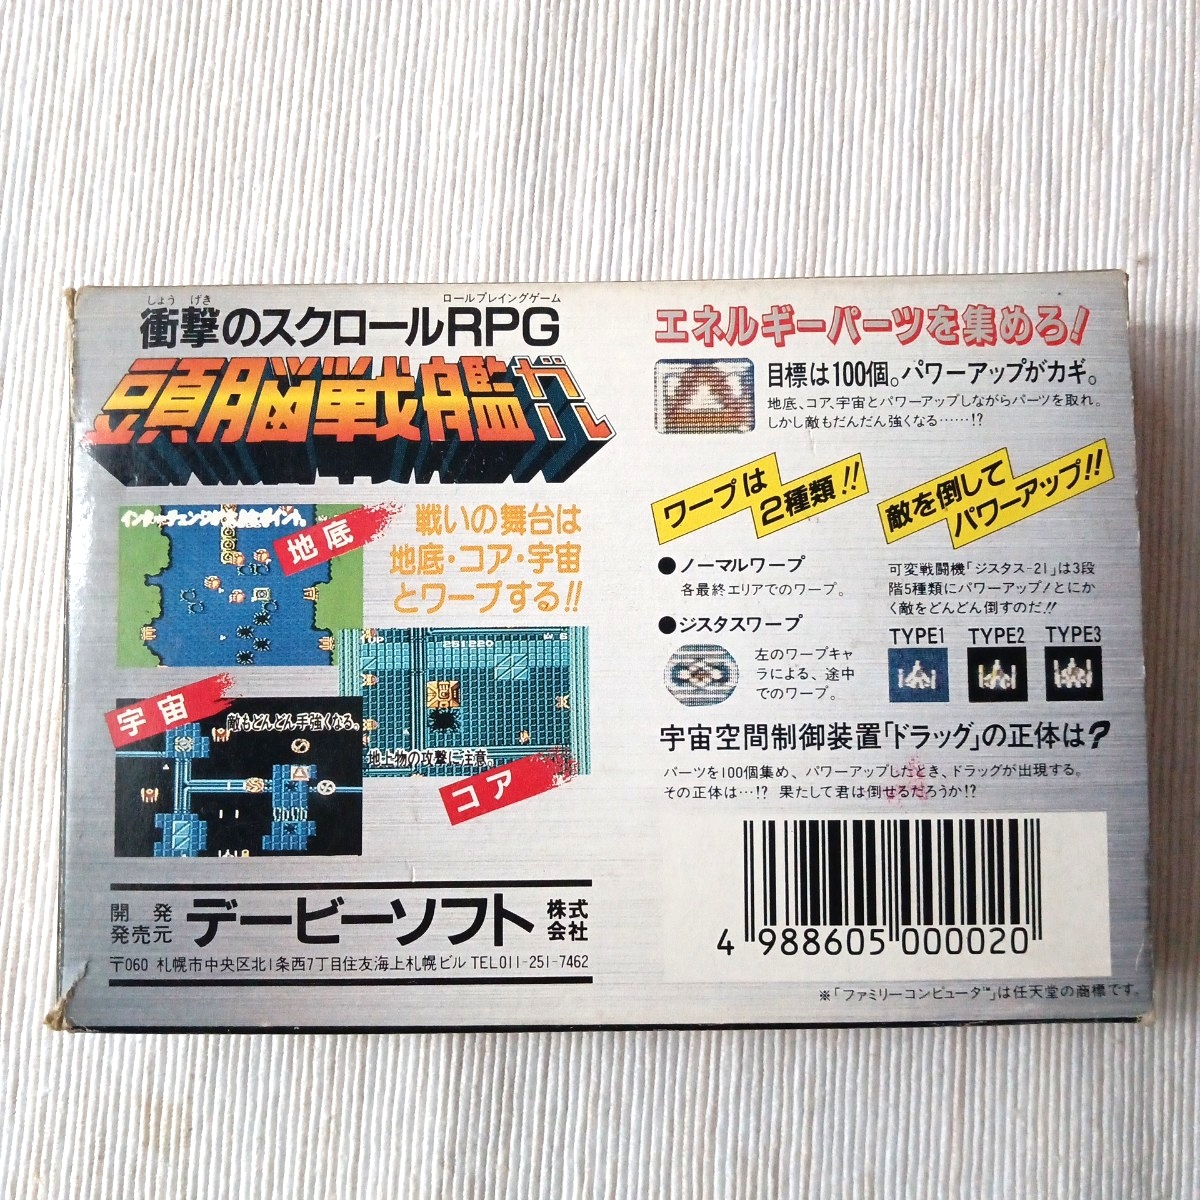 しょう げき
ロールプレイングゲーム
衝撃のスクロールRPG
頭脳戦艦ガル
戦いの舞台は
地底・コア・宇宙
とワープする!!
地底
1UP
251220
W 6
地上物の攻撃に注意。
コア
宇宙
敵もどんどん手強くなる。
開発
発売元
デービーソフト
株式
会社
〒060 札幌市中央区北1条西7丁目住友海上札幌ビル TEL011-251-7462
エネルギーパーツを集めろ!
目標は100個。パワーアップがカギ。
地底、コア、宇宙とパワーアップしながらパーツを取れ。
しかし敵もだんだん強くなる……!?
ワープは
2種類!!
●ノーマルワープ
各最終エリアでのワープ。
●ジスタスワープ
左のワープキャ
ラによる、途中
でのワープ。
敵を倒して
パワーアップ!!
可変戦闘機「ジスタス-21」は3段
階5種類にパワーアップ!とにか
く敵をどんどん倒すのだ!!
TYPE1 TYPE2 TYPE3
宇宙空間制御装置「ドラッグ」の正体は?
パーツを100個集め、パワーアップしたとき、ドラッグが出現する。
その正体は…!? 果たして君は倒せるだろうか!?
4 988605 000020
※「ファミリーコンピュータ™」は任天堂の商標です。